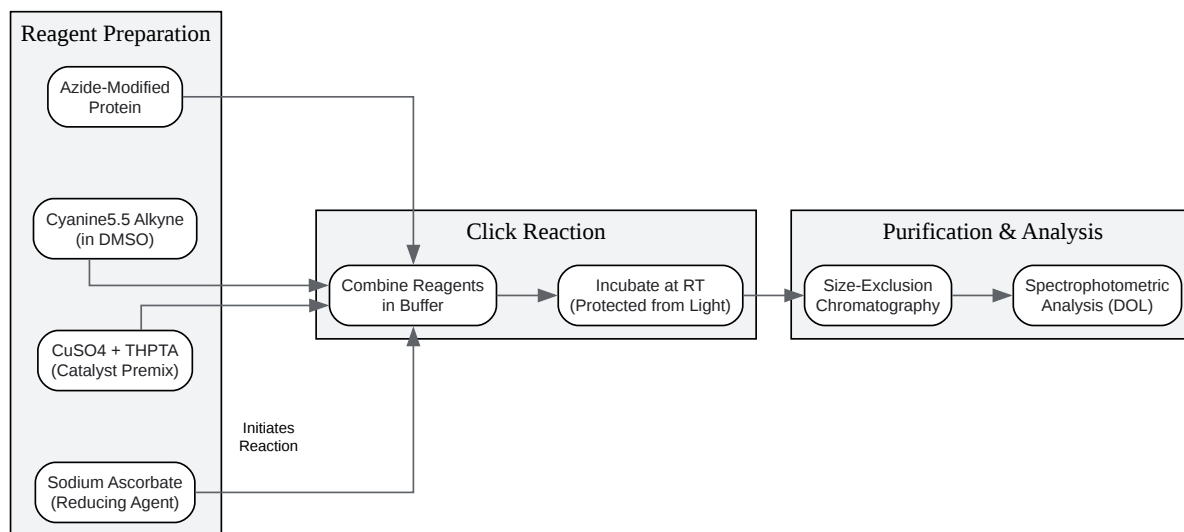 Reagent Preparation
Azide-Modified
Protein
Cyanine5.5 Alkyne
(in DMSO)
CuSO4 + THPTA
(Catalyst Premix)
Sodium Ascorbate
(Reducing Agent)
Initiates
Reaction
Click Reaction
Combine Reagents
in Buffer
Incubate at RT
(Protected from Light)
Purification & Analysis
Size-Exclusion
Chromatography
Spectrophotometric
Analysis (DOL)